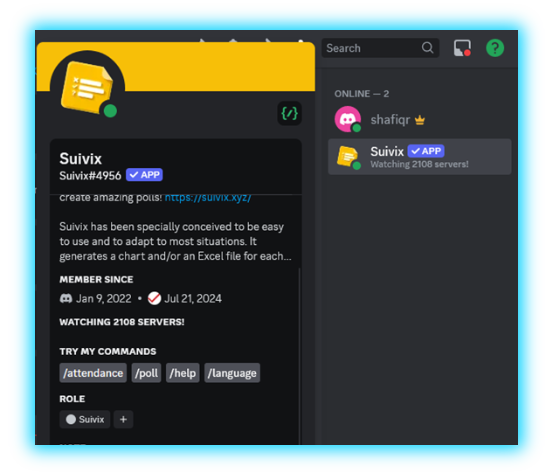 Search
ONLINE — 2
shafiqr
Suivix ✓ APP
Watching 2108 servers!
Suivix
Suivix#4956 ✓ APP
create amazing polls! https://suivix.xyz/
Suivix has been specially conceived to be easy
to use and to adapt to most situations. It
generates a chart and/or an Excel file for each...
MEMBER SINCE
Jan 9, 2022 • Jul 21, 2024
WATCHING 2108 SERVERS!
TRY MY COMMANDS
/attendance /poll /help /language
ROLE
Suivix +